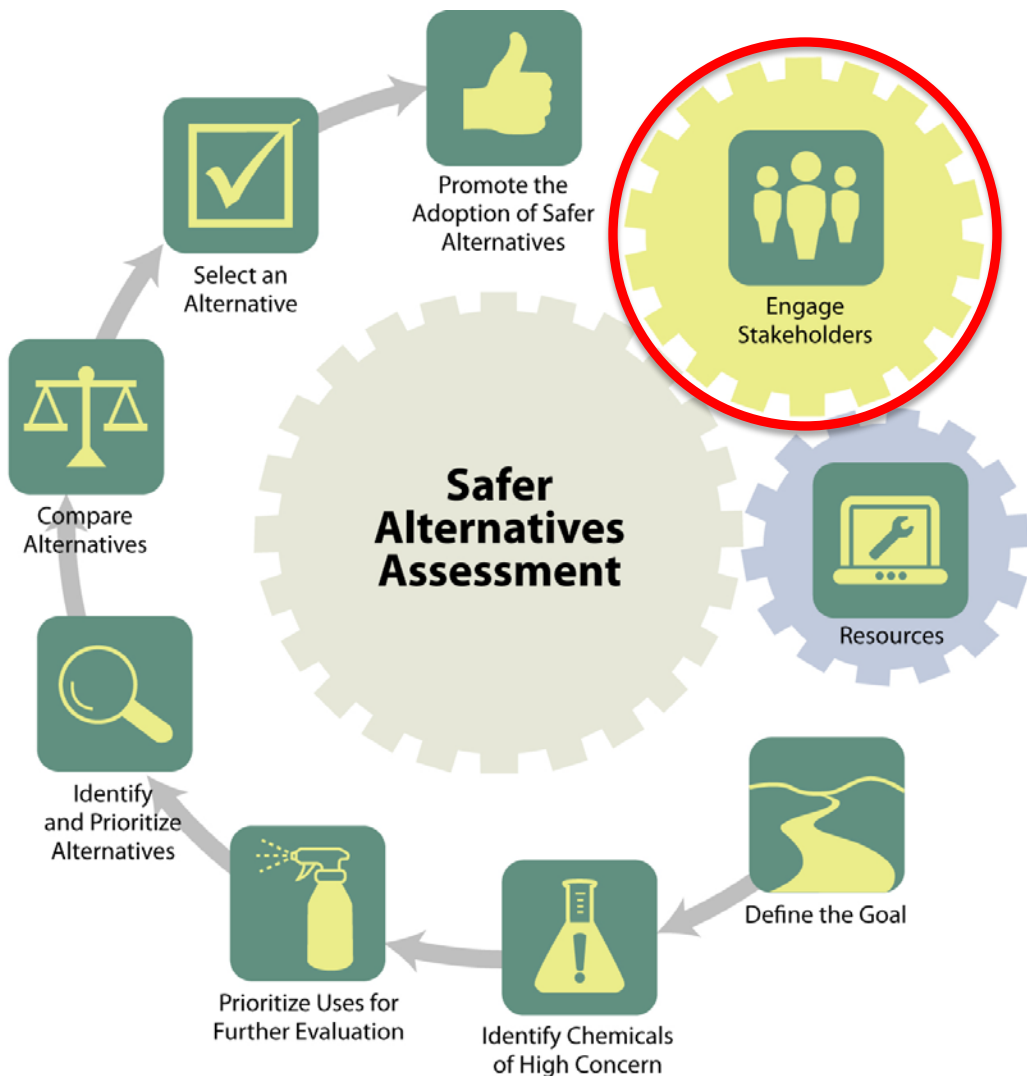 Promote the
Adoption of Safer
Alternatives
Engage
Stakeholders
Select an
Alternative
Safer
Alternatives
Assessment
Compare
Alternatives
Resources
Identify
and Prioritize
Alternatives
Define the Goal
Prioritize Uses for
Further Evaluation
Identify Chemicals
of High Concern